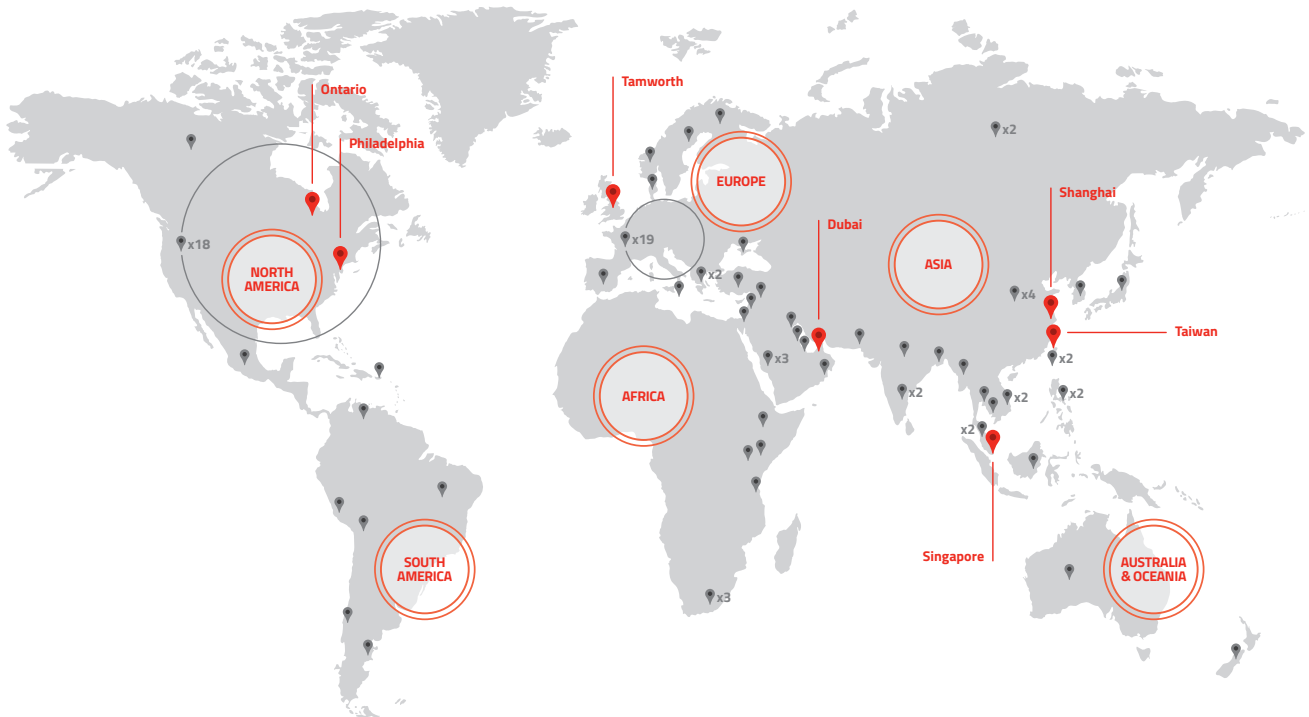 Ontario
Tamworth
Philadelphia
x2
EUROPE
Shanghai
Dubai
x18
x19
NORTH
AMERICA
x2
ASIA
x4
Taiwan
x3
x2
AFRICA
x2
x2
x2
x2
Singapore
SOUTH
AMERICA
AUSTRALIA
& OCEANIA
x3